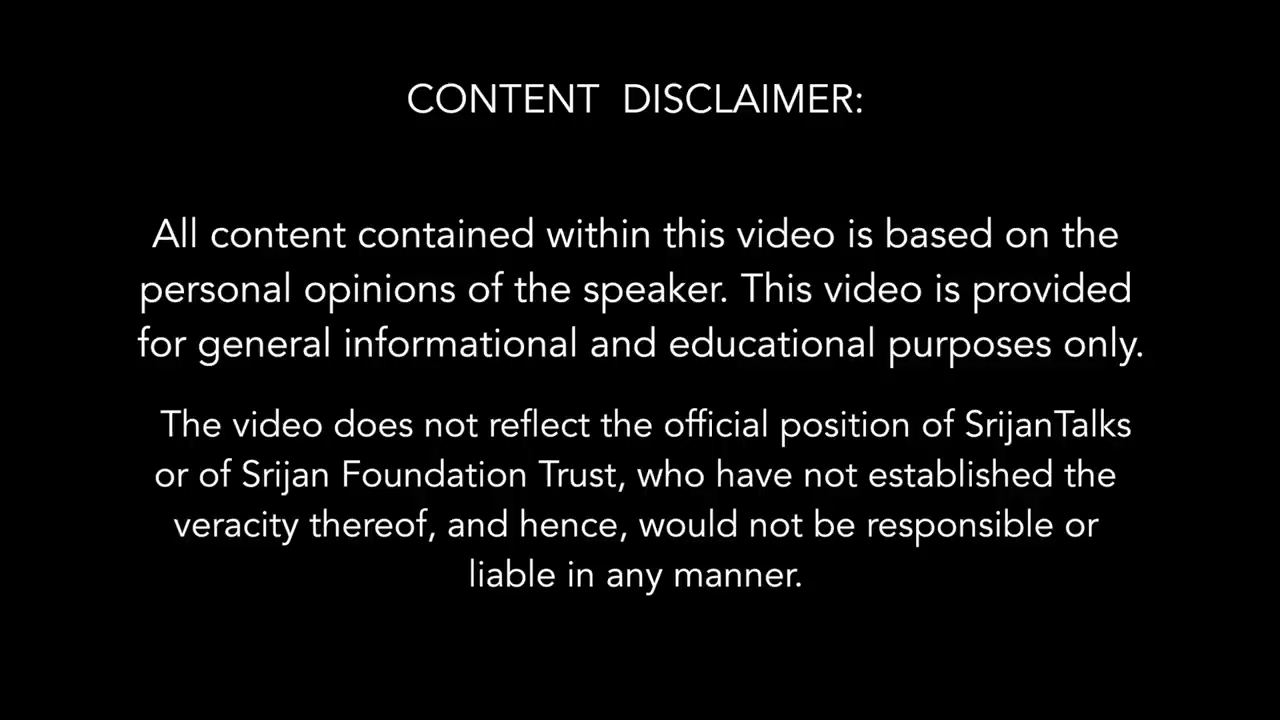 CONTENT DISCLAIMER:
All content contained within this video is based on the
personal opinions of the speaker. This video is provided
for general informational and educational purposes only.
The video does not reflect the official position of SrijanTalks
or of Srijan Foundation Trust, who have not established the
veracity thereof, and hence, would not be responsible or
liable in any manner.